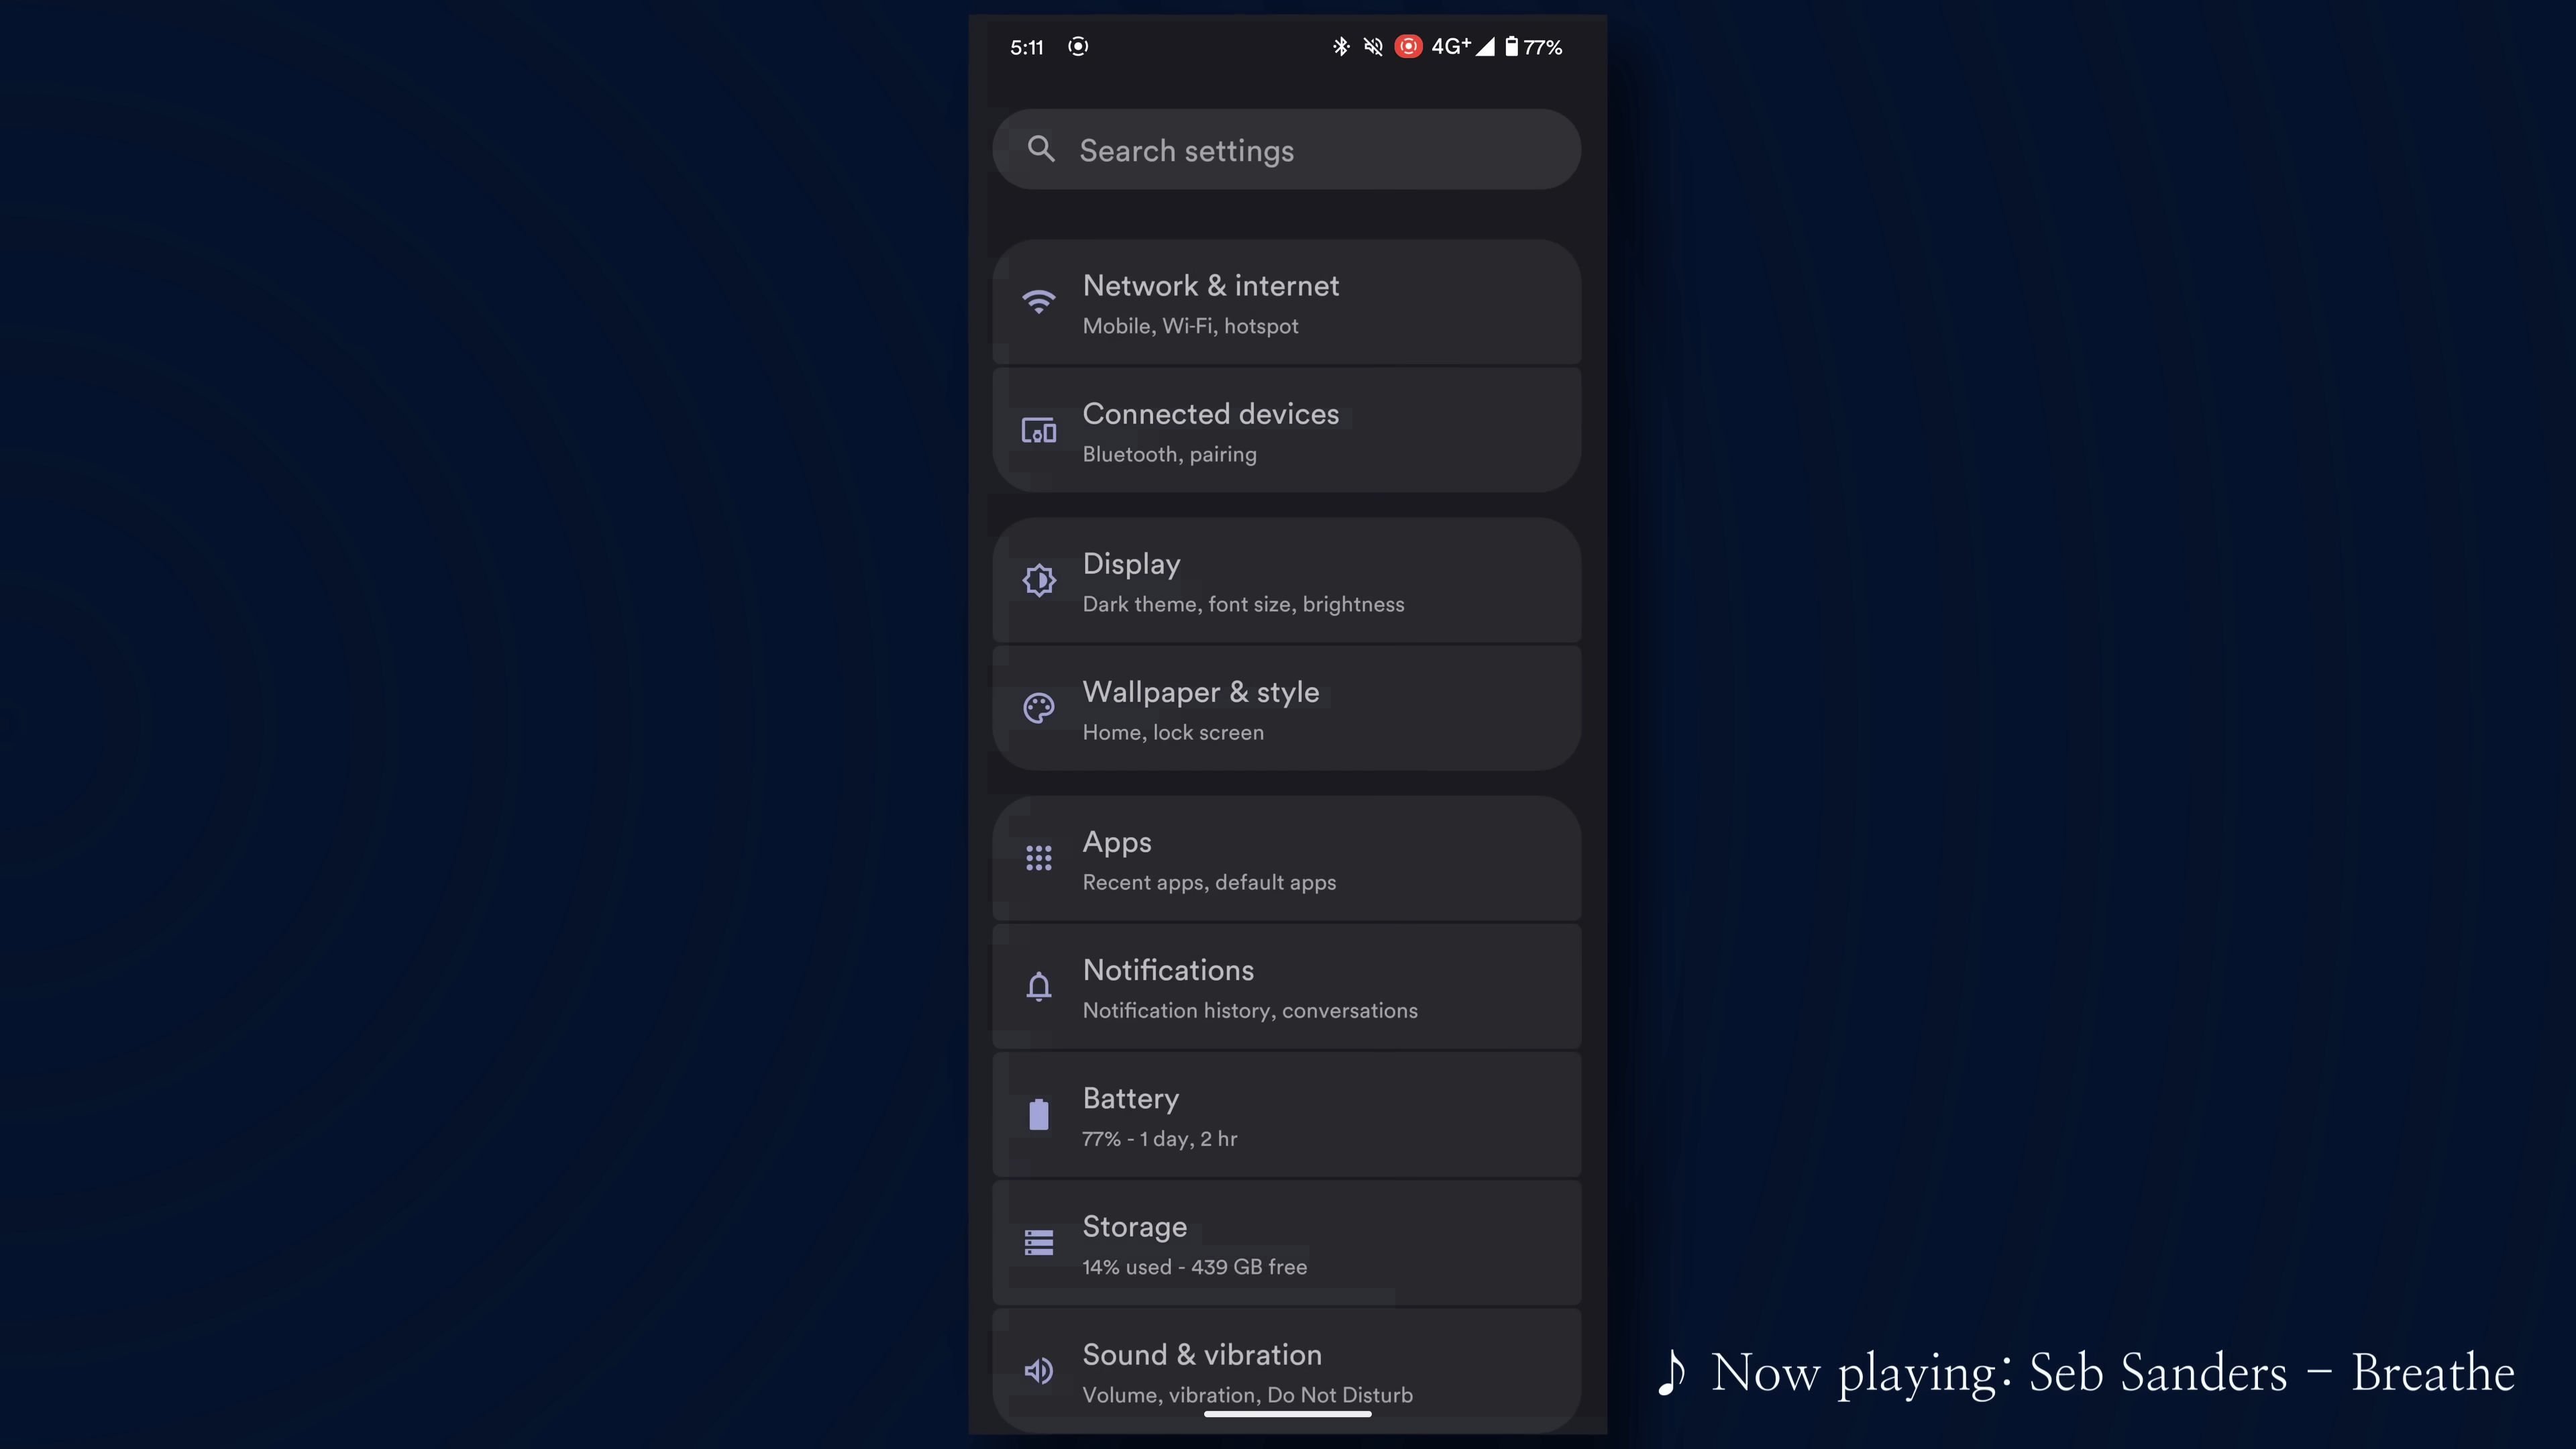 5:11
4G+ 77%
Search settings
Network & internet
Mobile, Wi-Fi, hotspot
Connected devices
Bluetooth, pairing
Display
Dark theme, font size, brightness
Wallpaper & style
Home, lock screen
Apps
Recent apps, default apps
Notifications
Notification history, conversations
Battery
77% - 1 day, 2 hr
Storage
14% used - 439 GB free
Sound & vibration
Volume, vibration, Do Not Disturb
♪ Now playing: Seb Sanders – Breathe